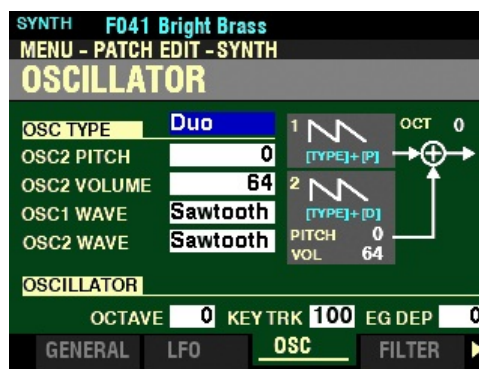 SYNTH F041 Bright Brass
MENU - PATCH EDIT - SYNTH
OSCILLATOR
OSC TYPE Duo
OSC2 PITCH 0
OSC2 VOLUME 64
OSC1 WAVE Sawtooth
OSC2 WAVE Sawtooth
1
[TYPE]+[P]
OCT 0
2
[TYPE]+[D]
PITCH 0
VOL 64
OSCILLATOR
OCTAVE 0 KEY TRK 100 EG DEP 0
GENERAL LFO OSC FILTER